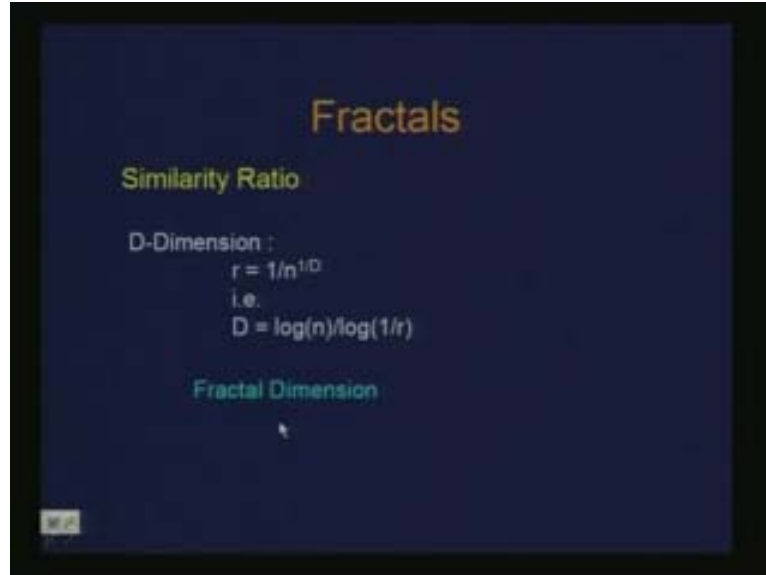 Fractals
Similarity Ratio
D-Dimension :
r = 1/n^1/D
i.e.
D = log(n)/log(1/r)
Fractal Dimension